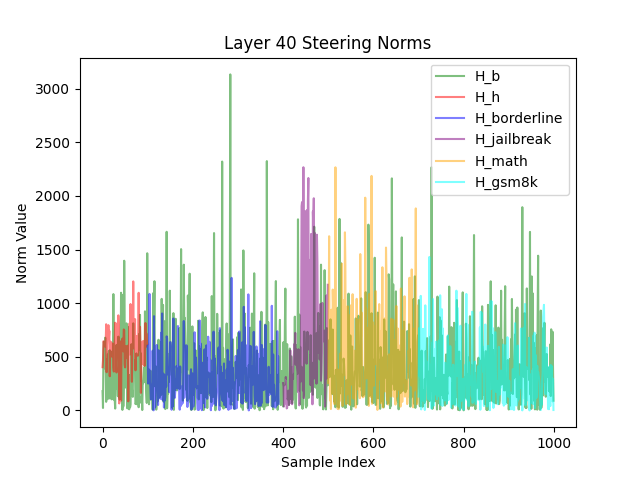 Layer 40 Steering Norms
H_b
H_h
H_borderline
H_jailbreak
H_math
H_gsm8k
3000
2500
2000
1500
1000
500
0
Norm Value
0 200 400 600 800 1000
Sample Index